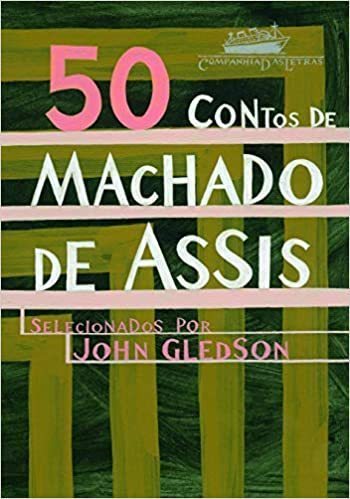 COMPANHIA DAS LETRAS
50 CONTOS DE
MACHADO
DE ASSIS
SELECIONADOS POR
JOHN GLEDSON